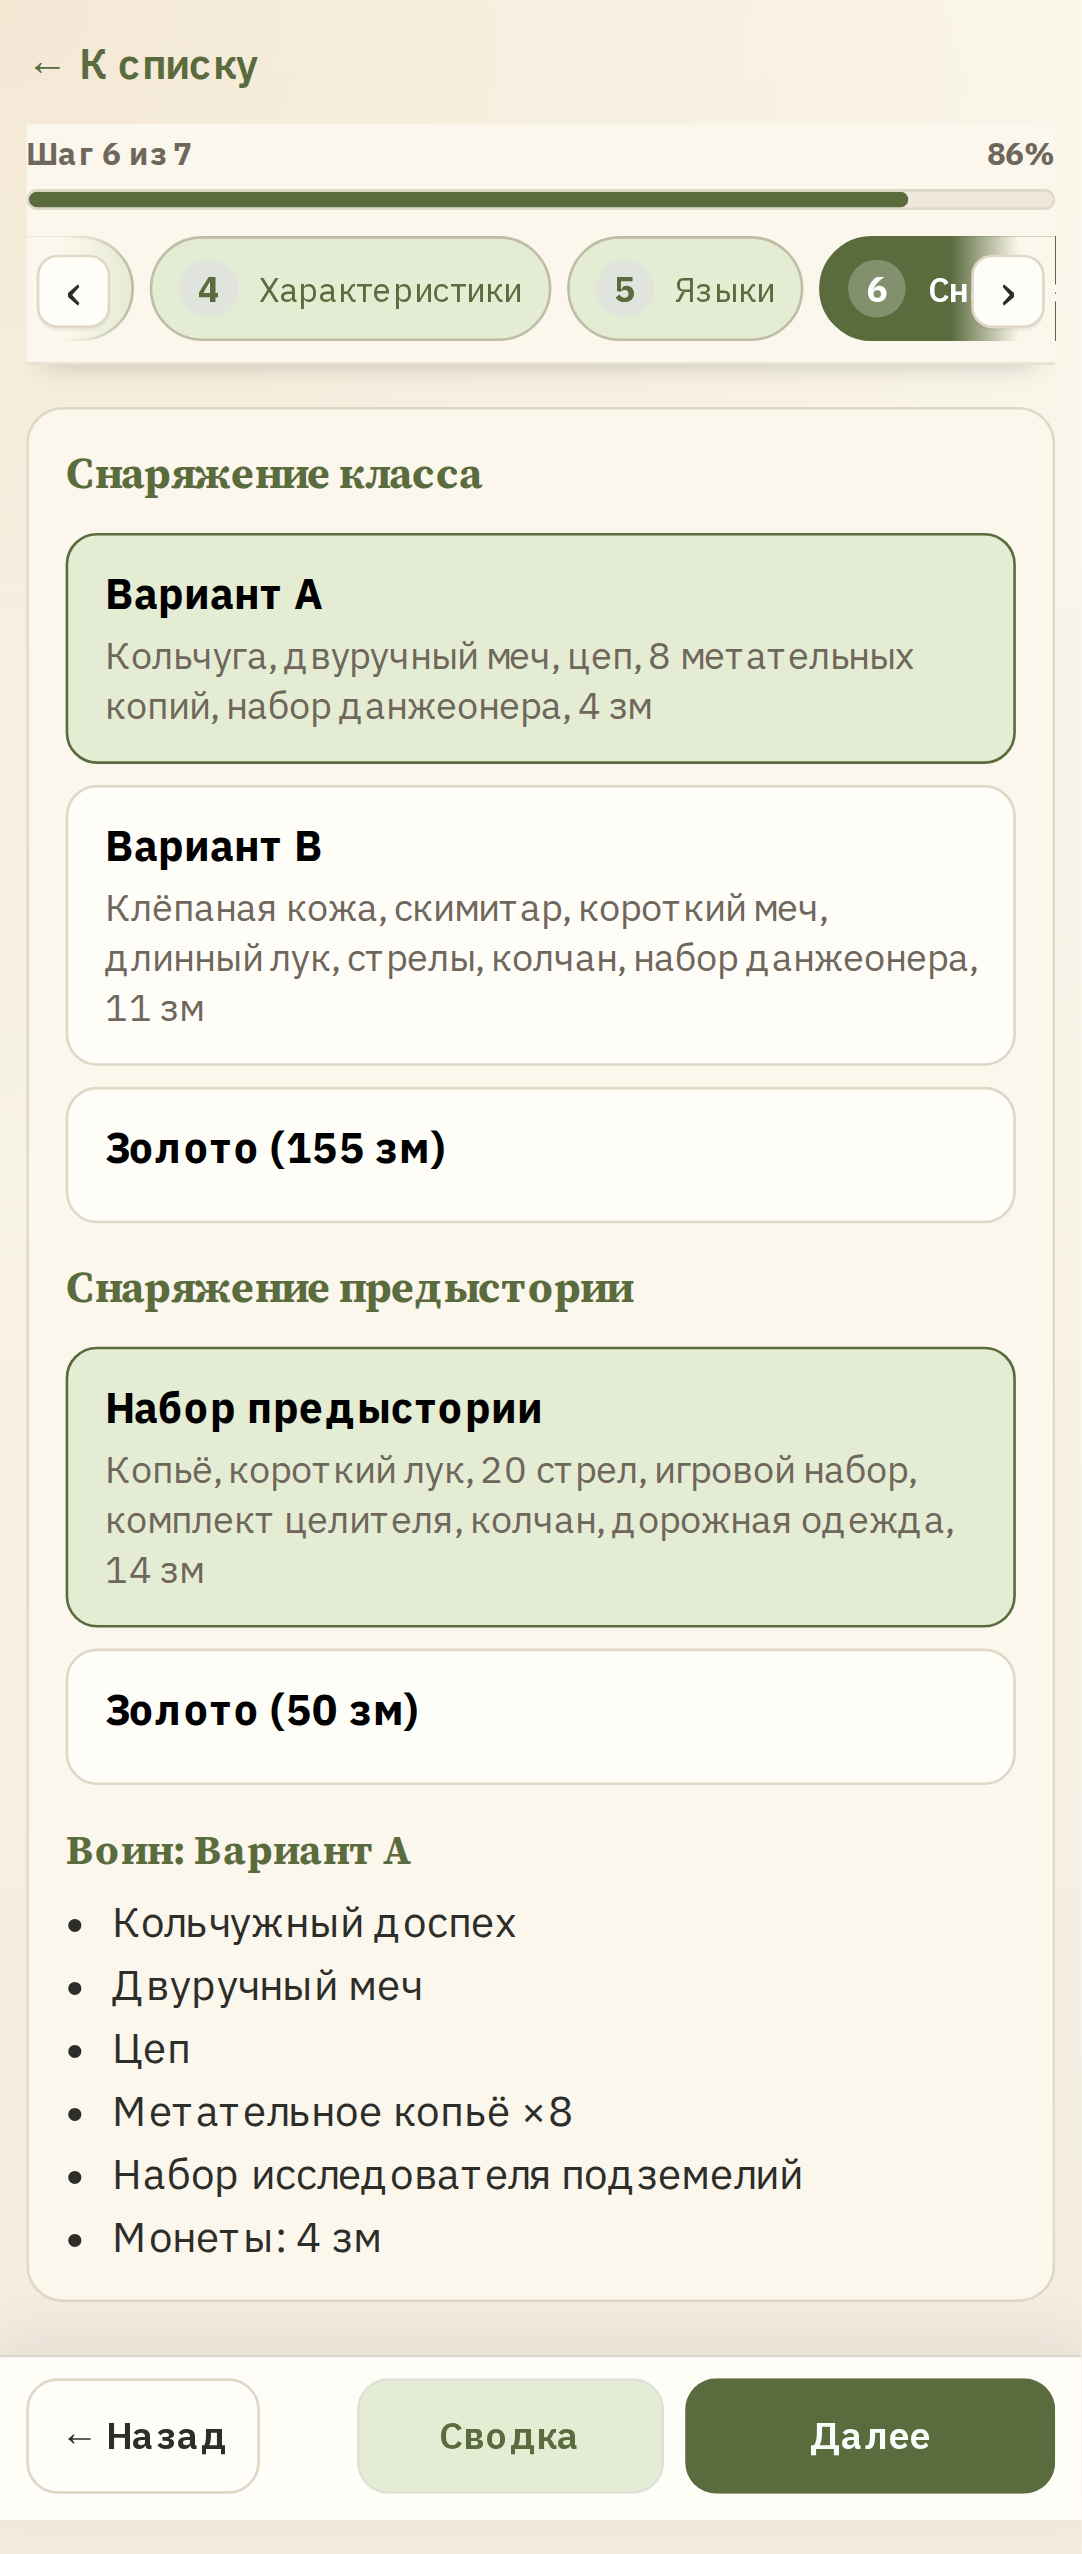 ← К списку
Шаг 6 из 7
86%
‹
4 Характеристики
5 Языки
6 Сн
›
Снаряжение класса
Вариант A
Кольчуга, двуручный меч, цеп, 8 метательных
копий, набор данжеонера, 4 зм
Вариант B
Клёпаная кожа, скимитар, короткий меч,
длинный лук, стрелы, колчан, набор данжеонера,
11 зм
Золото (155 зм)
Снаряжение предыстории
Набор предыстории
Копьё, короткий лук, 20 стрел, игровой набор,
комплект целителя, колчан, дорожная одежда,
14 зм
Золото (50 зм)
Воин: Вариант A
• Кольчужный доспех
• Двуручный меч
• Цеп
• Метательное копьё ×8
• Набор исследователя подземелий
• Монеты: 4 зм
← Назад
Сводка
Далее